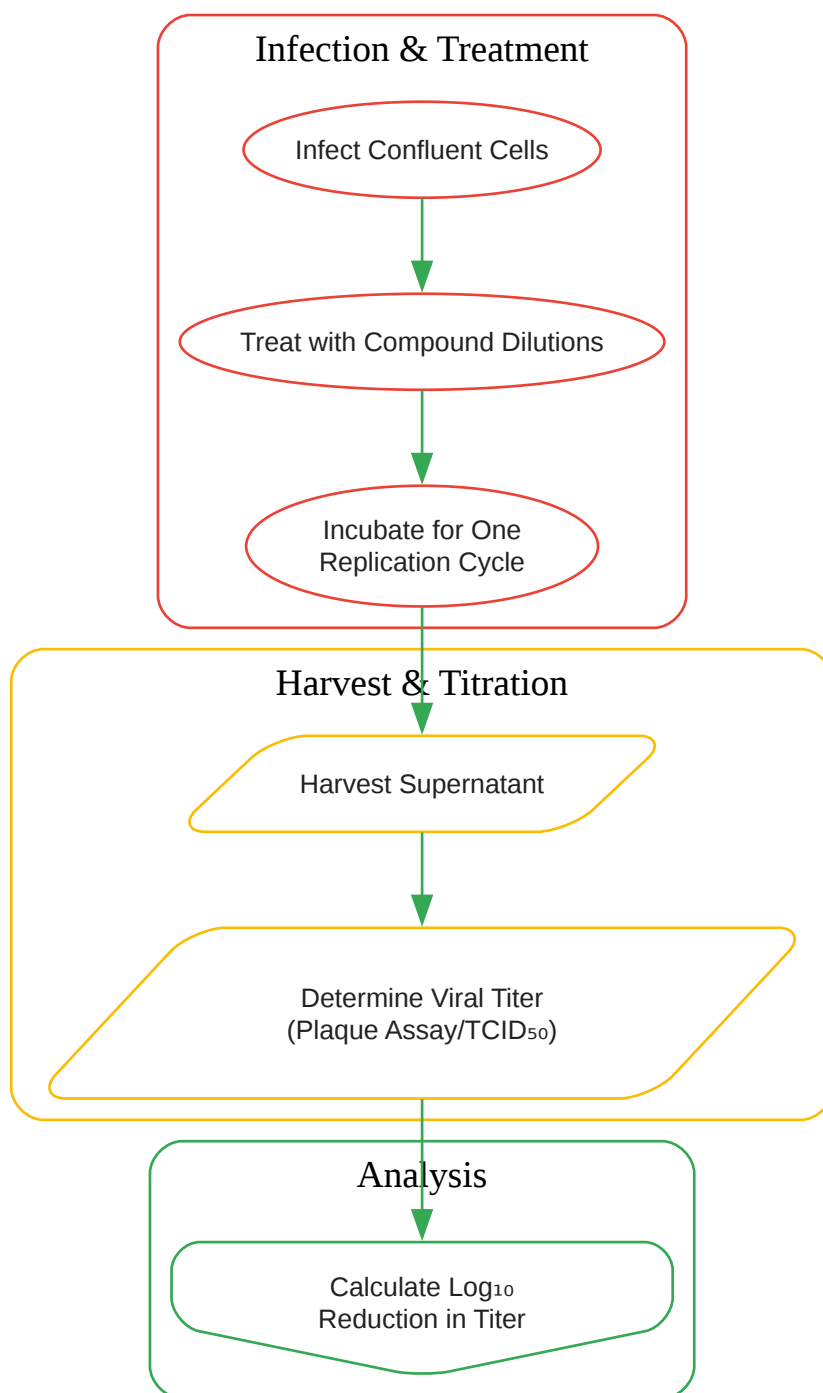 Infection & Treatment
Infect Confluent Cells
Treat with Compound Dilutions
Incubate for One
Replication Cycle
Harvest & Titration
Harvest Supernatant
Determine Viral Titer
(Plaque Assay/TCID₅₀)
Analysis
Calculate Log₁₀
Reduction in Titer